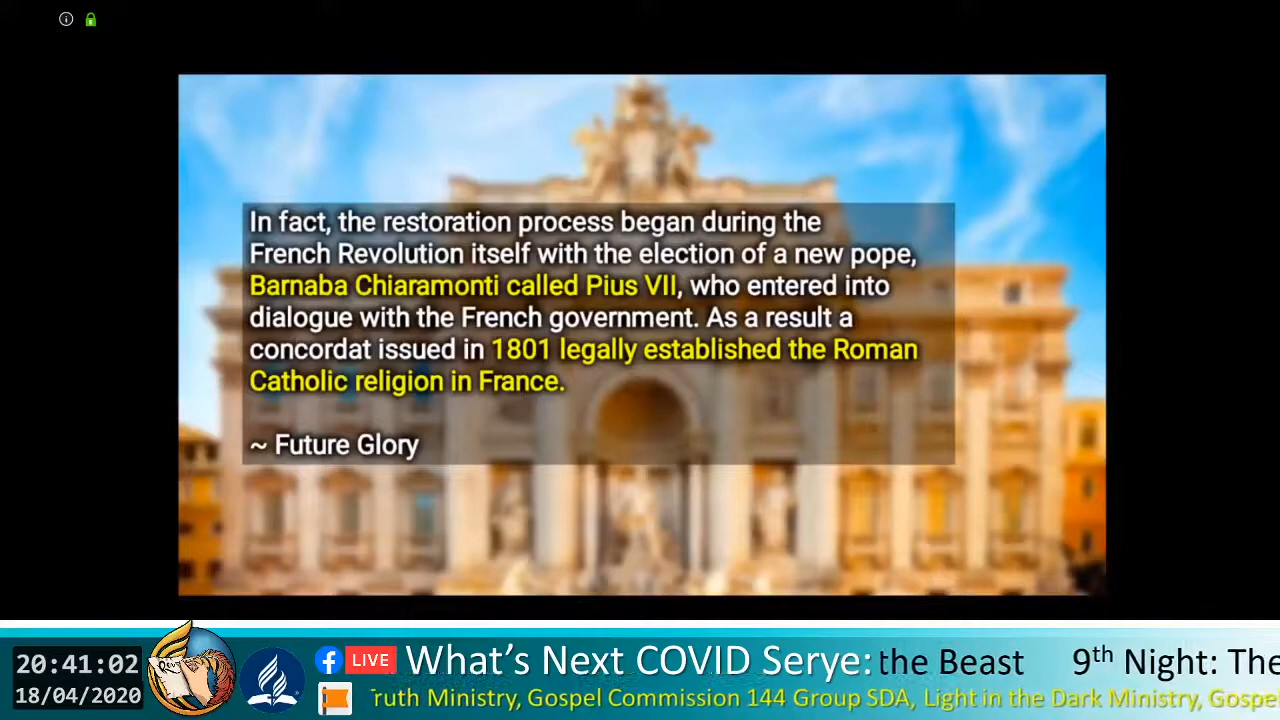 In fact, the restoration process began during the
French Revolution itself with the election of a new pope,
Barnaba Chiaramonti called Pius VII, who entered into
dialogue with the French government. As a result a
concordat issued in 1801 legally established the Roman
Catholic religion in France.
~ Future Glory
20:41:02
18/04/2020
LIVE
What's Next COVID Serye: the Beast 9th Night: The
ruth Ministry, Gospel Commission 144 Group SDA, Light in the Dark Ministry, Gospe